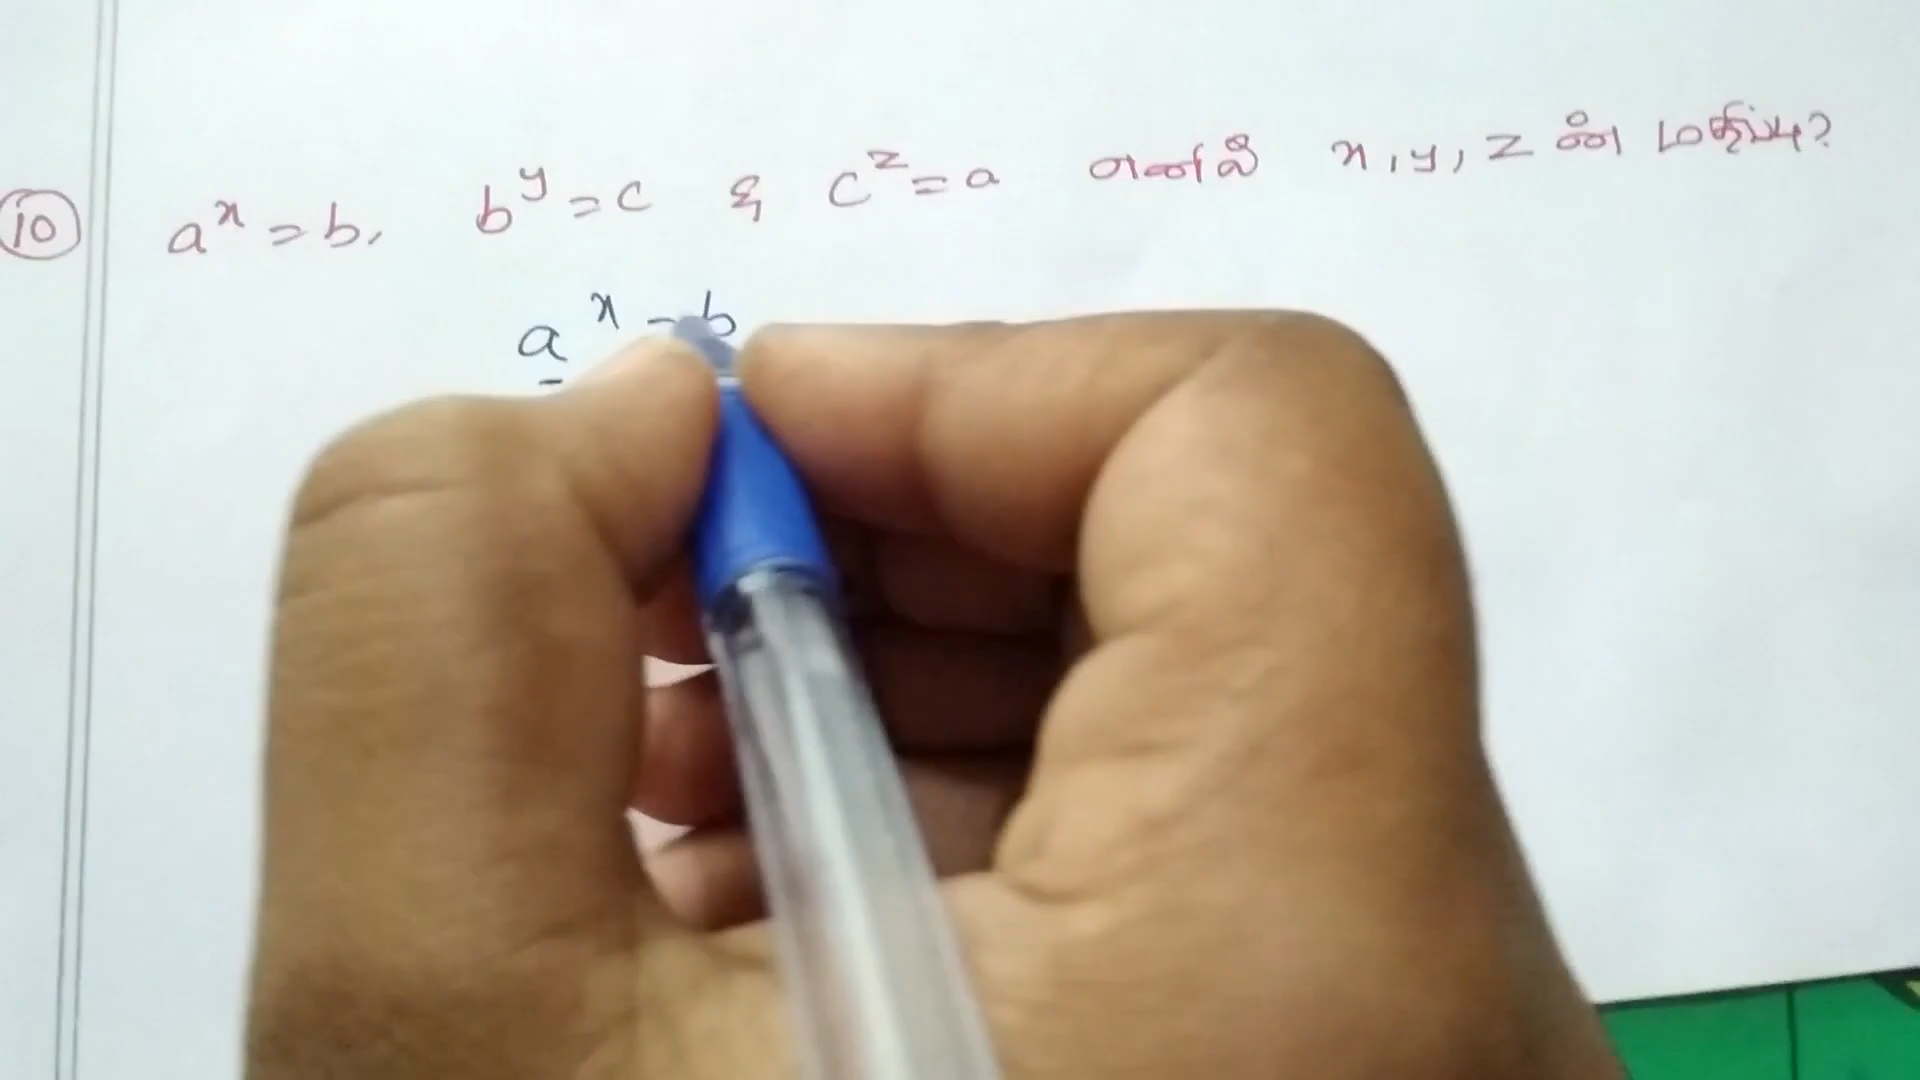 10 aˣ = b, bʸ = c & cᶻ = a எனில் x, y, z ன் மதிப்பு?
aˣ = b